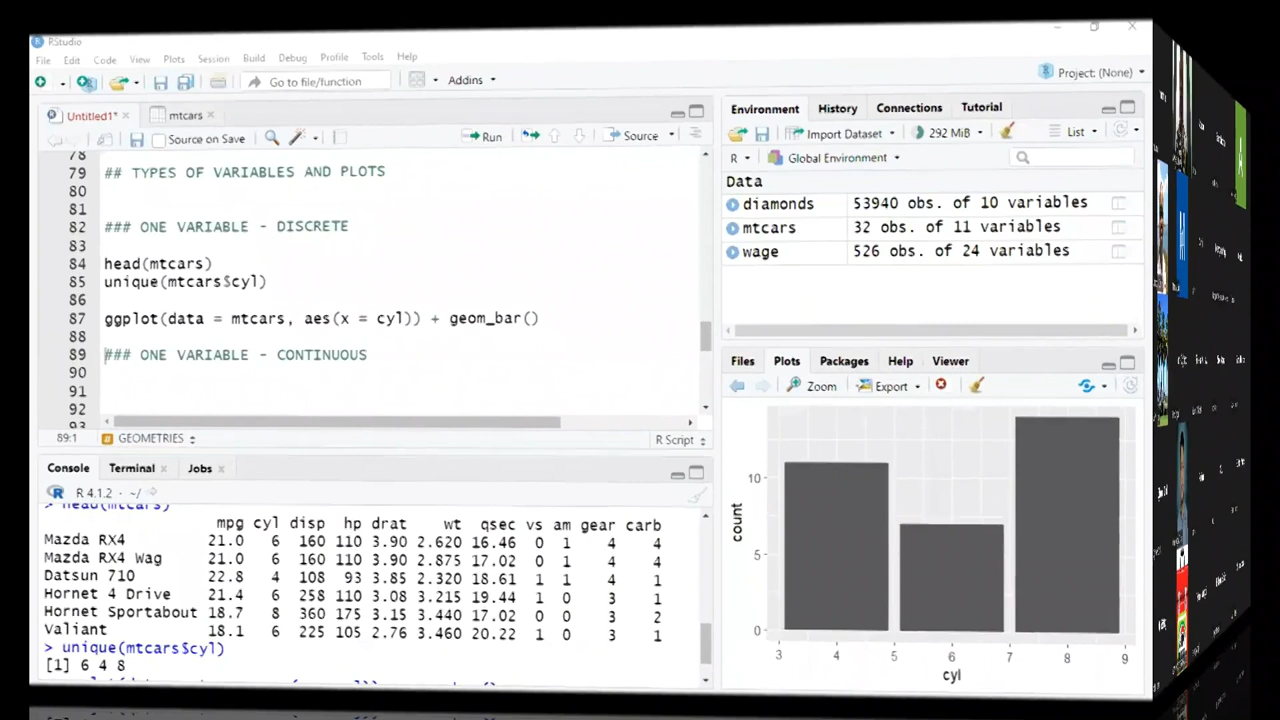 RStudio
File Edit Code View Plots Session Build Debug Profile Tools Help
Go to file/function Addins
Project: (None)
Untitled1* mtcars
Source on Save Run Source
78
79 ## TYPES OF VARIABLES AND PLOTS
80
81
82 ### ONE VARIABLE - DISCRETE
83
84 head(mtcars)
85 unique(mtcars$cyl)
86
87 ggplot(data = mtcars, aes(x = cyl)) + geom_bar()
88
89 ### ONE VARIABLE - CONTINUOUS
90
91
92
93
89:1 GEOMETRIES R Script
Console Terminal Jobs
R 4.1.2 · ~/
> head(mtcars)
mpg cyl disp hp drat wt qsec vs am gear carb
Mazda RX4 21.0 6 160 110 3.90 2.620 16.46 0 1 4 4
Mazda RX4 Wag 21.0 6 160 110 3.90 2.875 17.02 0 1 4 4
Datsun 710 22.8 4 108 93 3.85 2.320 18.61 1 1 4 1
Hornet 4 Drive 21.4 6 258 110 3.08 3.215 19.44 1 0 3 1
Hornet Sportabout 18.7 8 360 175 3.15 3.440 17.02 0 0 3 2
Valiant 18.1 6 225 105 2.76 3.460 20.22 1 0 3 1
> unique(mtcars$cyl)
[1] 6 4 8
Environment History Connections Tutorial
Import Dataset 292 MiB List
R Global Environment
Data
diamonds 53940 obs. of 10 variables
mtcars 32 obs. of 11 variables
wage 526 obs. of 24 variables
Files Plots Packages Help Viewer
Zoom Export
10
5
0
count
3 4 5 6 7 8 9
cyl